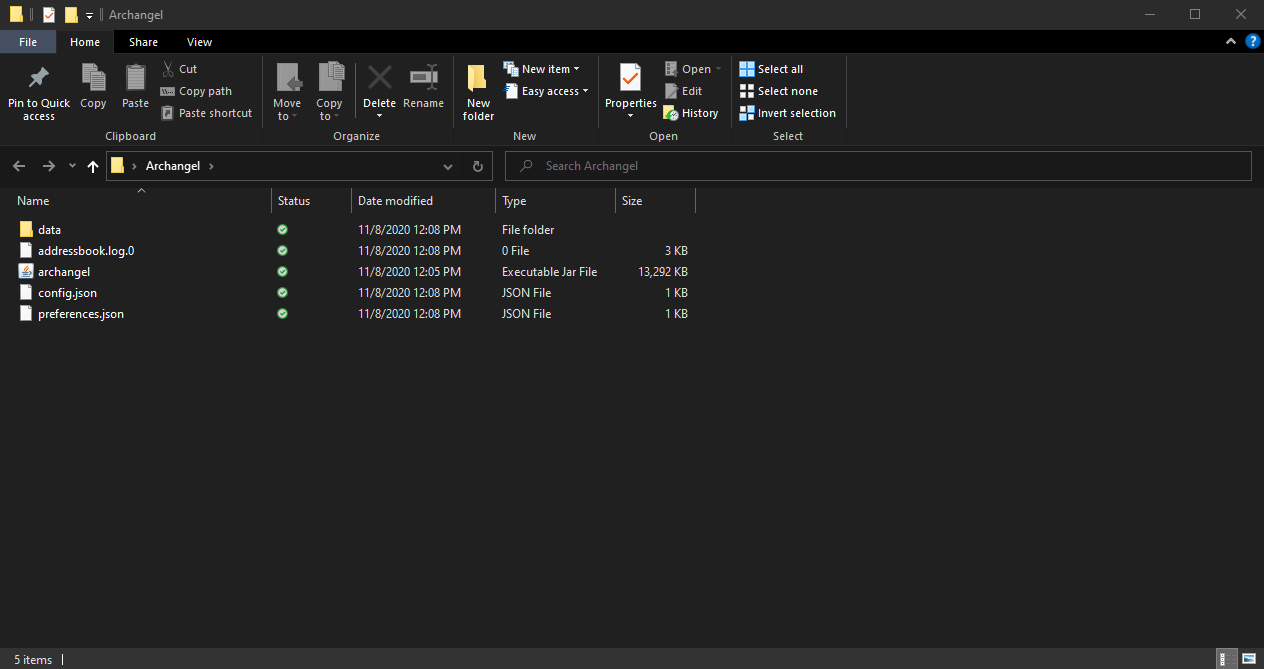 Archangel
File Home Share View
Pin to Quick access
Copy
Paste
Cut
Copy path
Paste shortcut
Clipboard
Move to
Copy to
Delete
Rename
Organize
New folder
New item
Easy access
New
Properties
Open
Edit
History
Open
Select all
Select none
Invert selection
Select
Archangel
Search Archangel
Name Status Date modified Type Size
data 11/8/2020 12:08 PM File folder
addressbook.log.0 11/8/2020 12:08 PM 0 File 3 KB
archangel 11/8/2020 12:05 PM Executable Jar File 13,292 KB
config.json 11/8/2020 12:08 PM JSON File 1 KB
preferences.json 11/8/2020 12:08 PM JSON File 1 KB
5 items